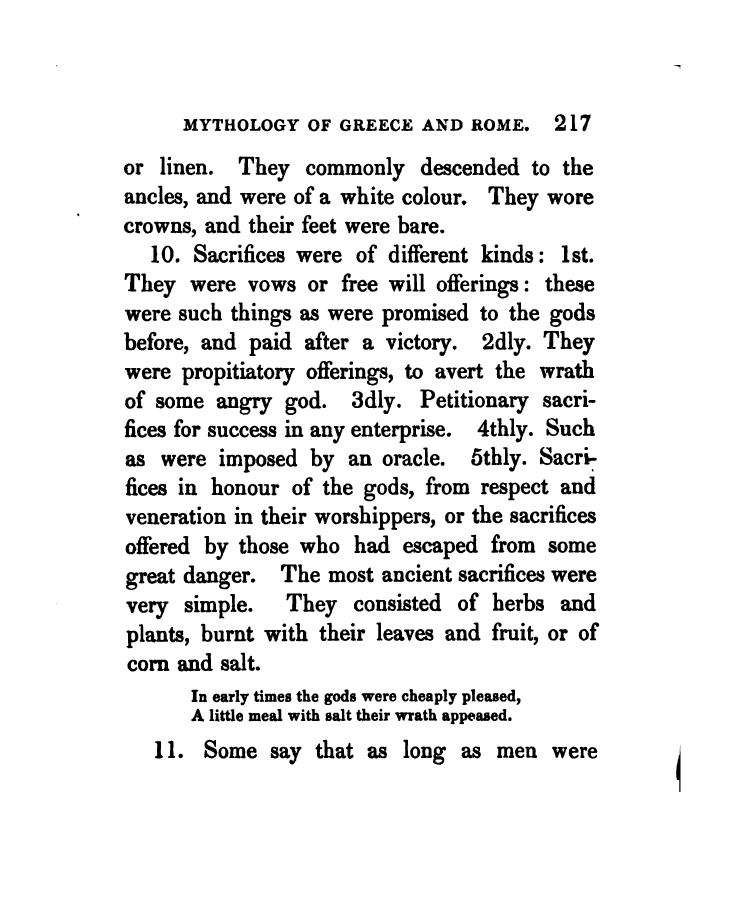 MYTHOLOGY OF GREECE AND ROME. 217
or linen. They commonly descended to the
ancles, and were of a white colour. They wore
crowns, and their feet were bare.
10. Sacrifices were of different kinds: 1st.
They were vows or free will offerings: these
were such things as were promised to the gods
before, and paid after a victory. 2dly. They
were propitiatory offerings, to avert the wrath
of some angry god. 3dly. Petitionary sacri-
fices for success in any enterprise. 4thly. Such
as were imposed by an oracle. 5thly. Sacri-
fices in honour of the gods, from respect and
veneration in their worshippers, or the sacrifices
offered by those who had escaped from some
great danger. The most ancient sacrifices were
very simple. They consisted of herbs and
plants, burnt with their leaves and fruit, or of
corn and salt.
In early times the gods were cheaply pleased,
A little meal with salt their wrath appeased.
11. Some say that as long as men were